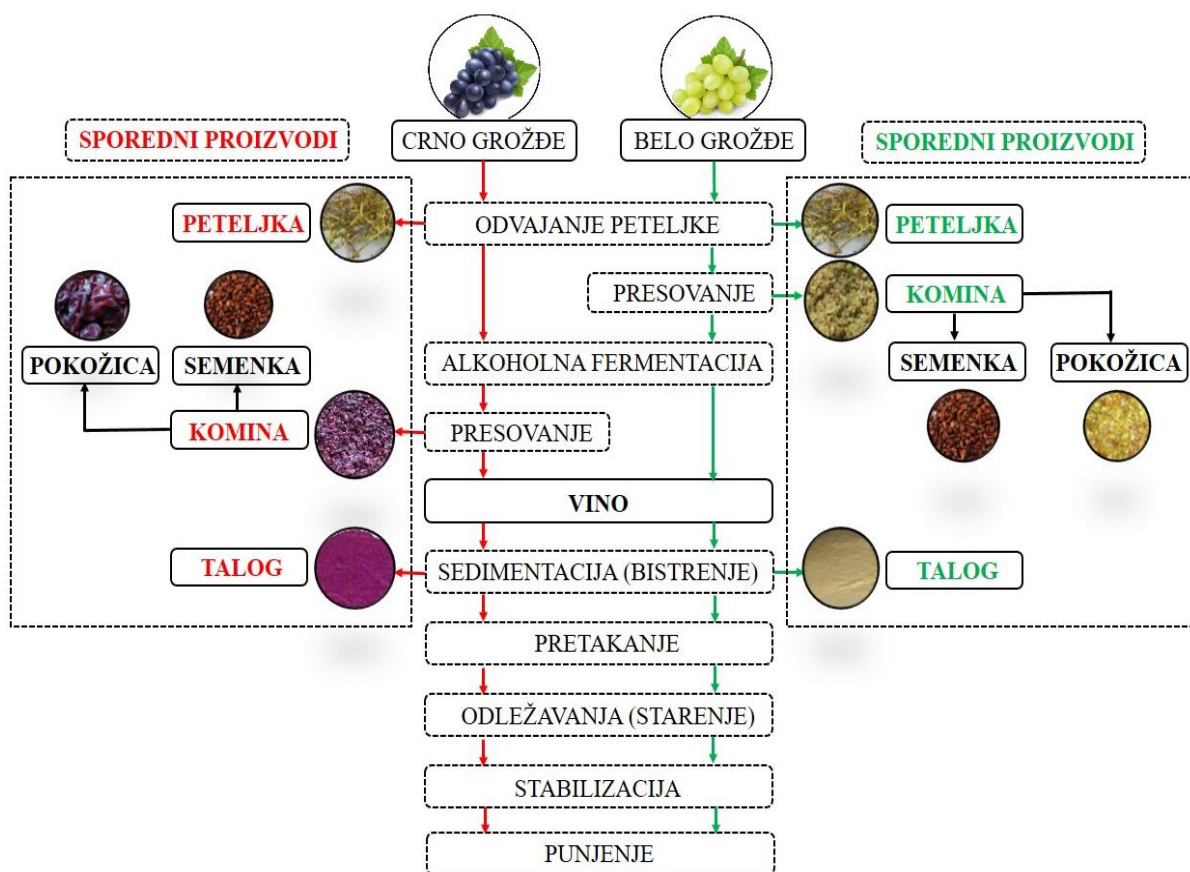 CRNO GROŽĐE
BELO GROŽĐE
SPOREDNI PROIZVODI
SPOREDNI PROIZVODI
PETELJKA
ODVAJANJE PETELJKE
PETELJKA
PRESOVANJE
KOMINA
POKOŽICA
SEMENKA
ALKOHOLNA FERMENTACIJA
SEMENKA
POKOŽICA
KOMINA
PRESOVANJE
VINO
TALOG
SEDIMENTACIJA (BISTRENJE)
TALOG
PRETAKANJE
ODLEŽAVANJA (STARENJE)
STABILIZACIJA
PUNJENJE